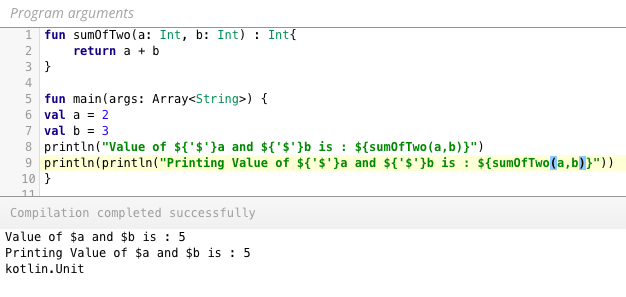 Program arguments
1 fun sumOfTwo(a: Int, b: Int) : Int{
2     return a + b
3 }
4
5 fun main(args: Array<String>) {
6 val a = 2
7 val b = 3
8 println("Value of ${'$'}a and ${'$'}b is : ${sumOfTwo(a,b)}")
9 println(println("Printing Value of ${'$'}a and ${'$'}b is : ${sumOfTwo(a,b)}"))
10 }
11
Compilation completed successfully
Value of $a and $b is : 5
Printing Value of $a and $b is : 5
kotlin.Unit